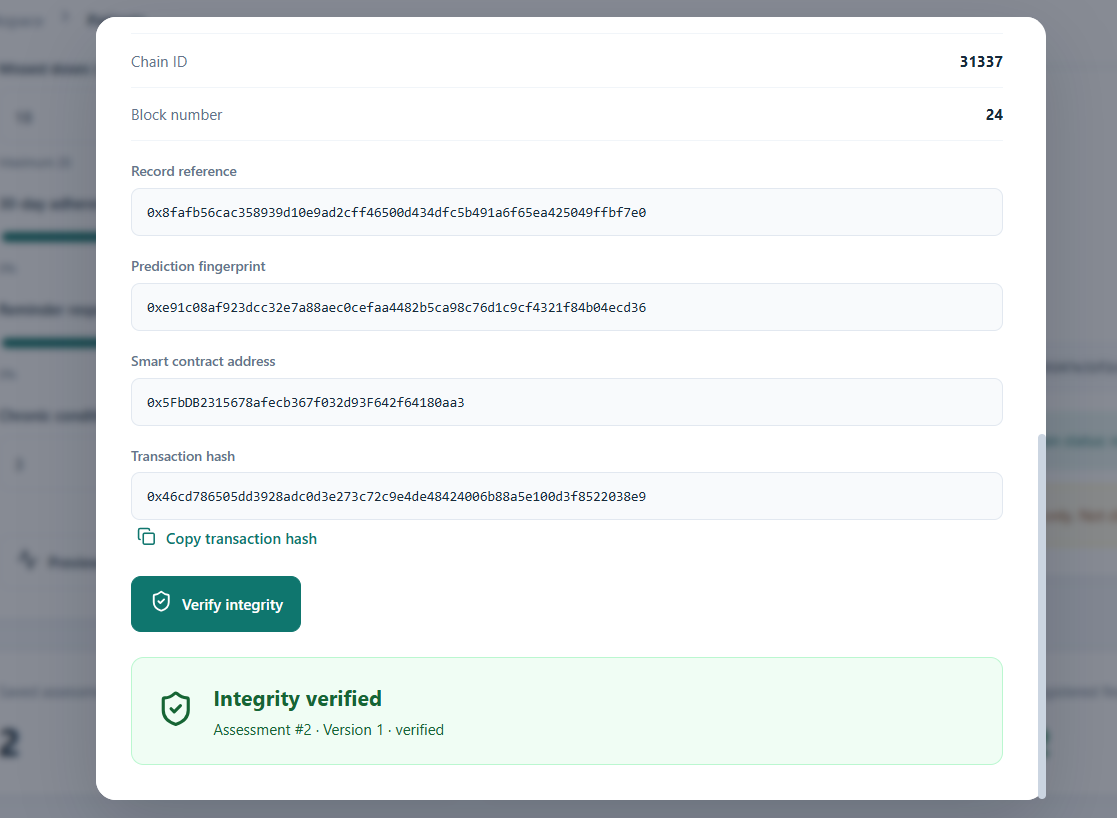 Chain ID
31337
Block number
24
Record reference
0x8fafb56cac358939d10e9ad2cff46500d434dfc5b491a6f65ea425049ffbf7e0
Prediction fingerprint
0xe91c08af923dcc32e7a88aec0cefaa4482b5ca98c76d1c9cf4321f84b04ecd36
Smart contract address
0x5FbDB2315678afecb367f032d93F642f64180aa3
Transaction hash
0x46cd786505dd3928adc0d3e273c72c9e4de48424006b88a5e100d3f8522038e9
Copy transaction hash
Verify integrity
Integrity verified
Assessment #2 · Version 1 · verified
2